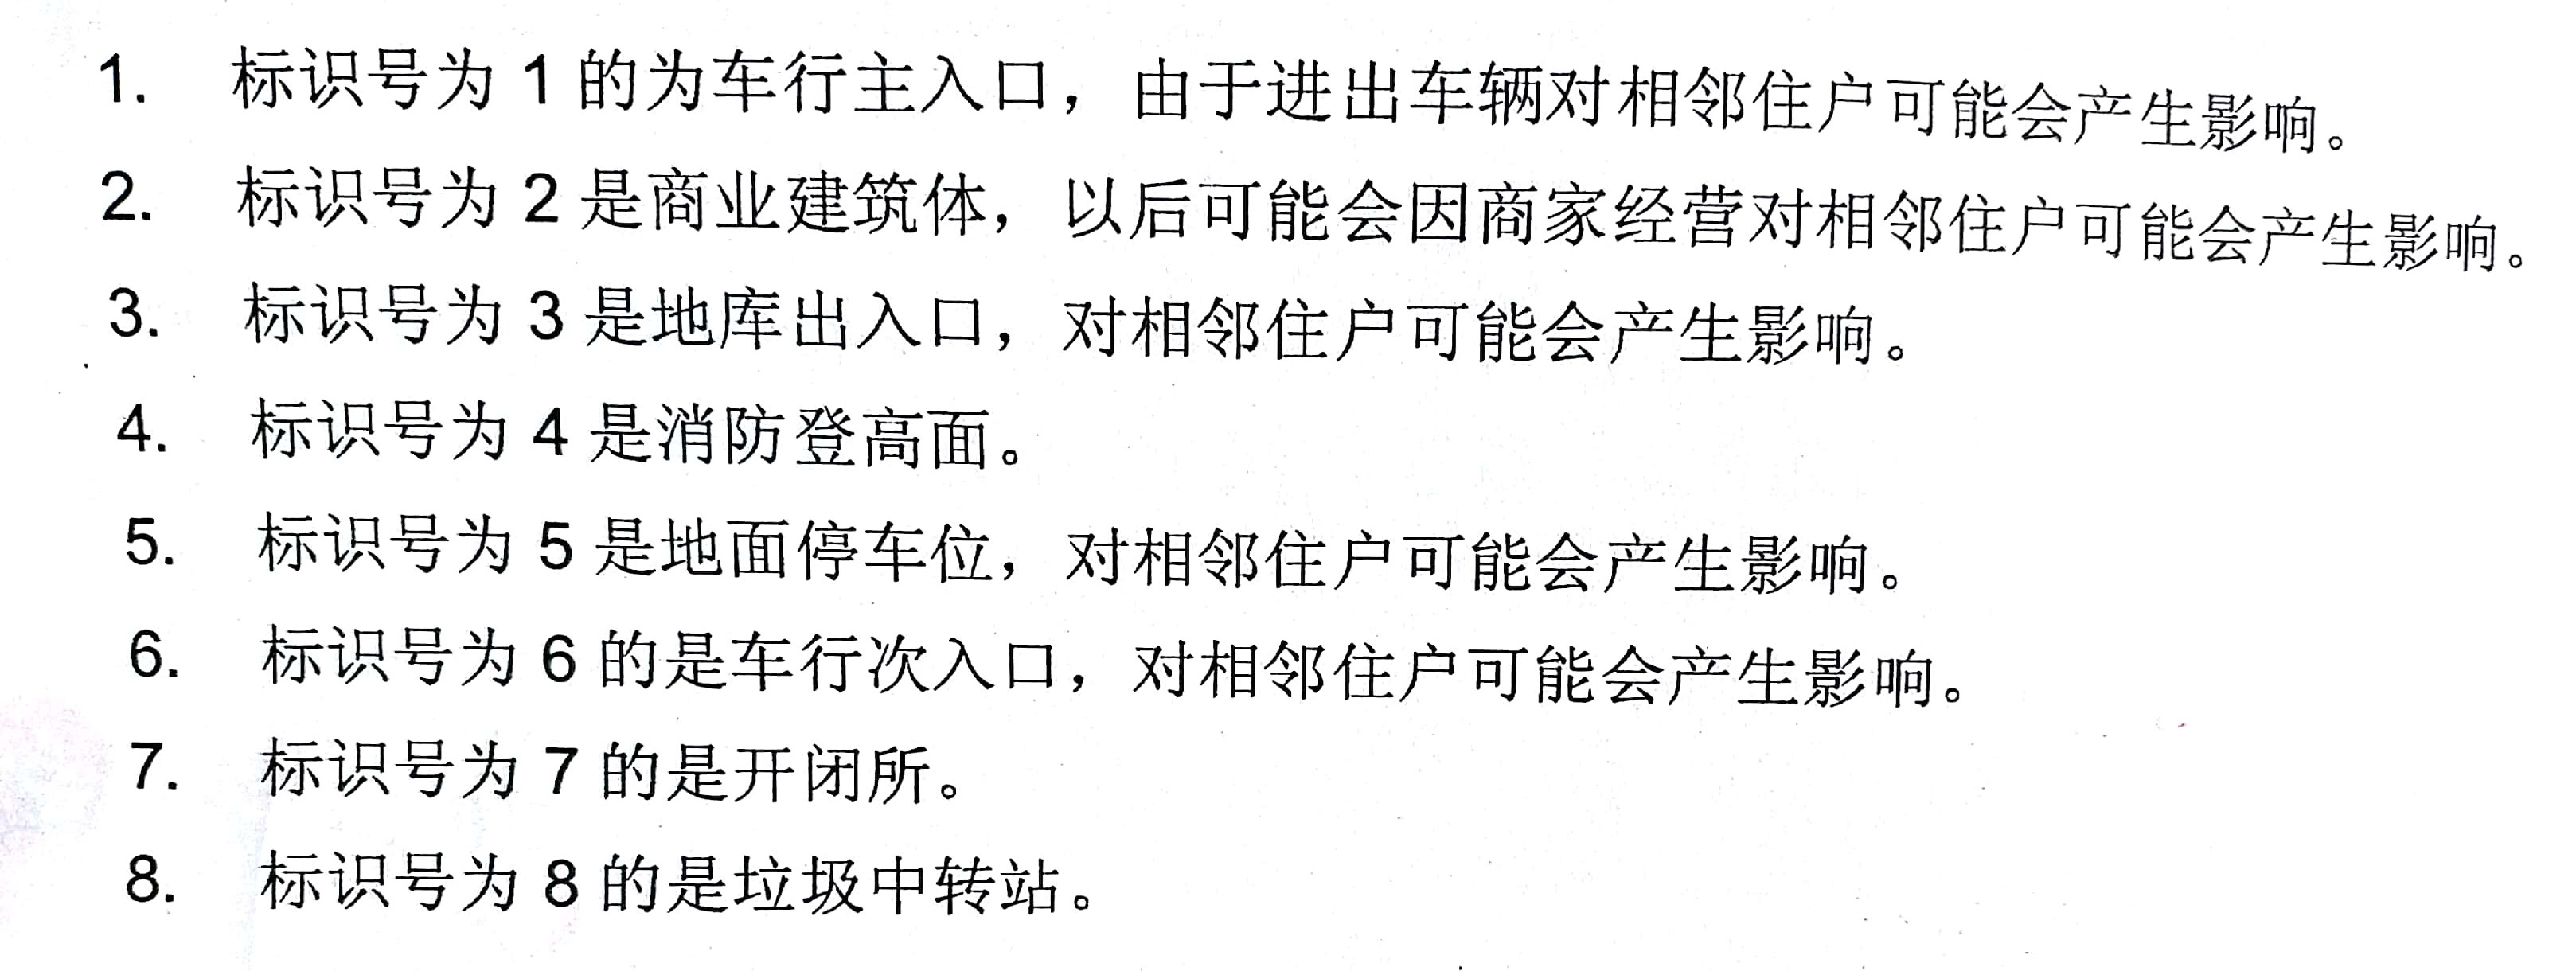 1. 标识号为 1 的为车行主入口，由于进出车辆对相邻住户可能会产生影响。
2. 标识号为 2 是商业建筑体，以后可能会因商家经营对相邻住户可能会产生影响。
3. 标识号为 3 是地库出入口，对相邻住户可能会产生影响。
4. 标识号为 4 是消防登高面。
5. 标识号为 5 是地面停车位，对相邻住户可能会产生影响。
6. 标识号为 6 的是车行次入口，对相邻住户可能会产生影响。
7. 标识号为 7 的是开闭所。
8. 标识号为 8 的是垃圾中转站。